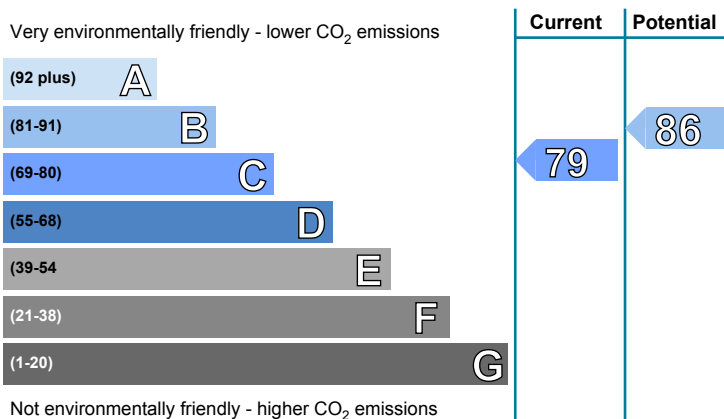 Current Potential
Very environmentally friendly - lower CO2 emissions
(92 plus) A
(81-91) B
86
(69-80) C
79
(55-68) D
(39-54 E
(21-38) F
(1-20) G
Not environmentally friendly - higher CO2 emissions